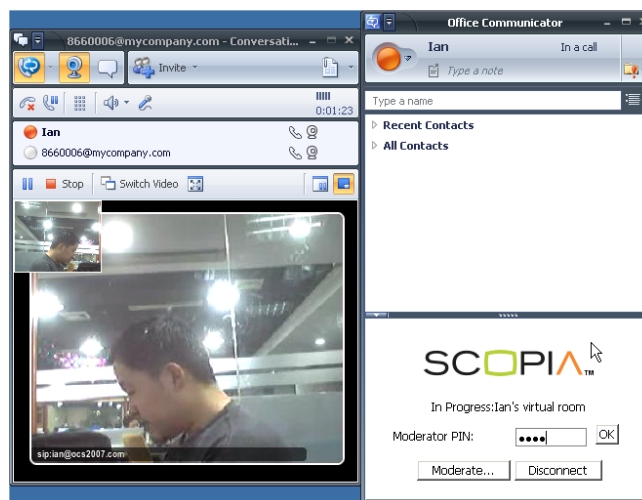 8660006@mycompany.com - Conversati...
Invite
0:01:23
Ian
8660006@mycompany.com
Stop
Switch Video
sip:ian@ocs2007.com
Office Communicator
Ian
In a call
Type a note
Type a name
Recent Contacts
All Contacts
SCOPIA™
In Progress:Ian's virtual room
Moderator PIN:
OK
Moderate...
Disconnect